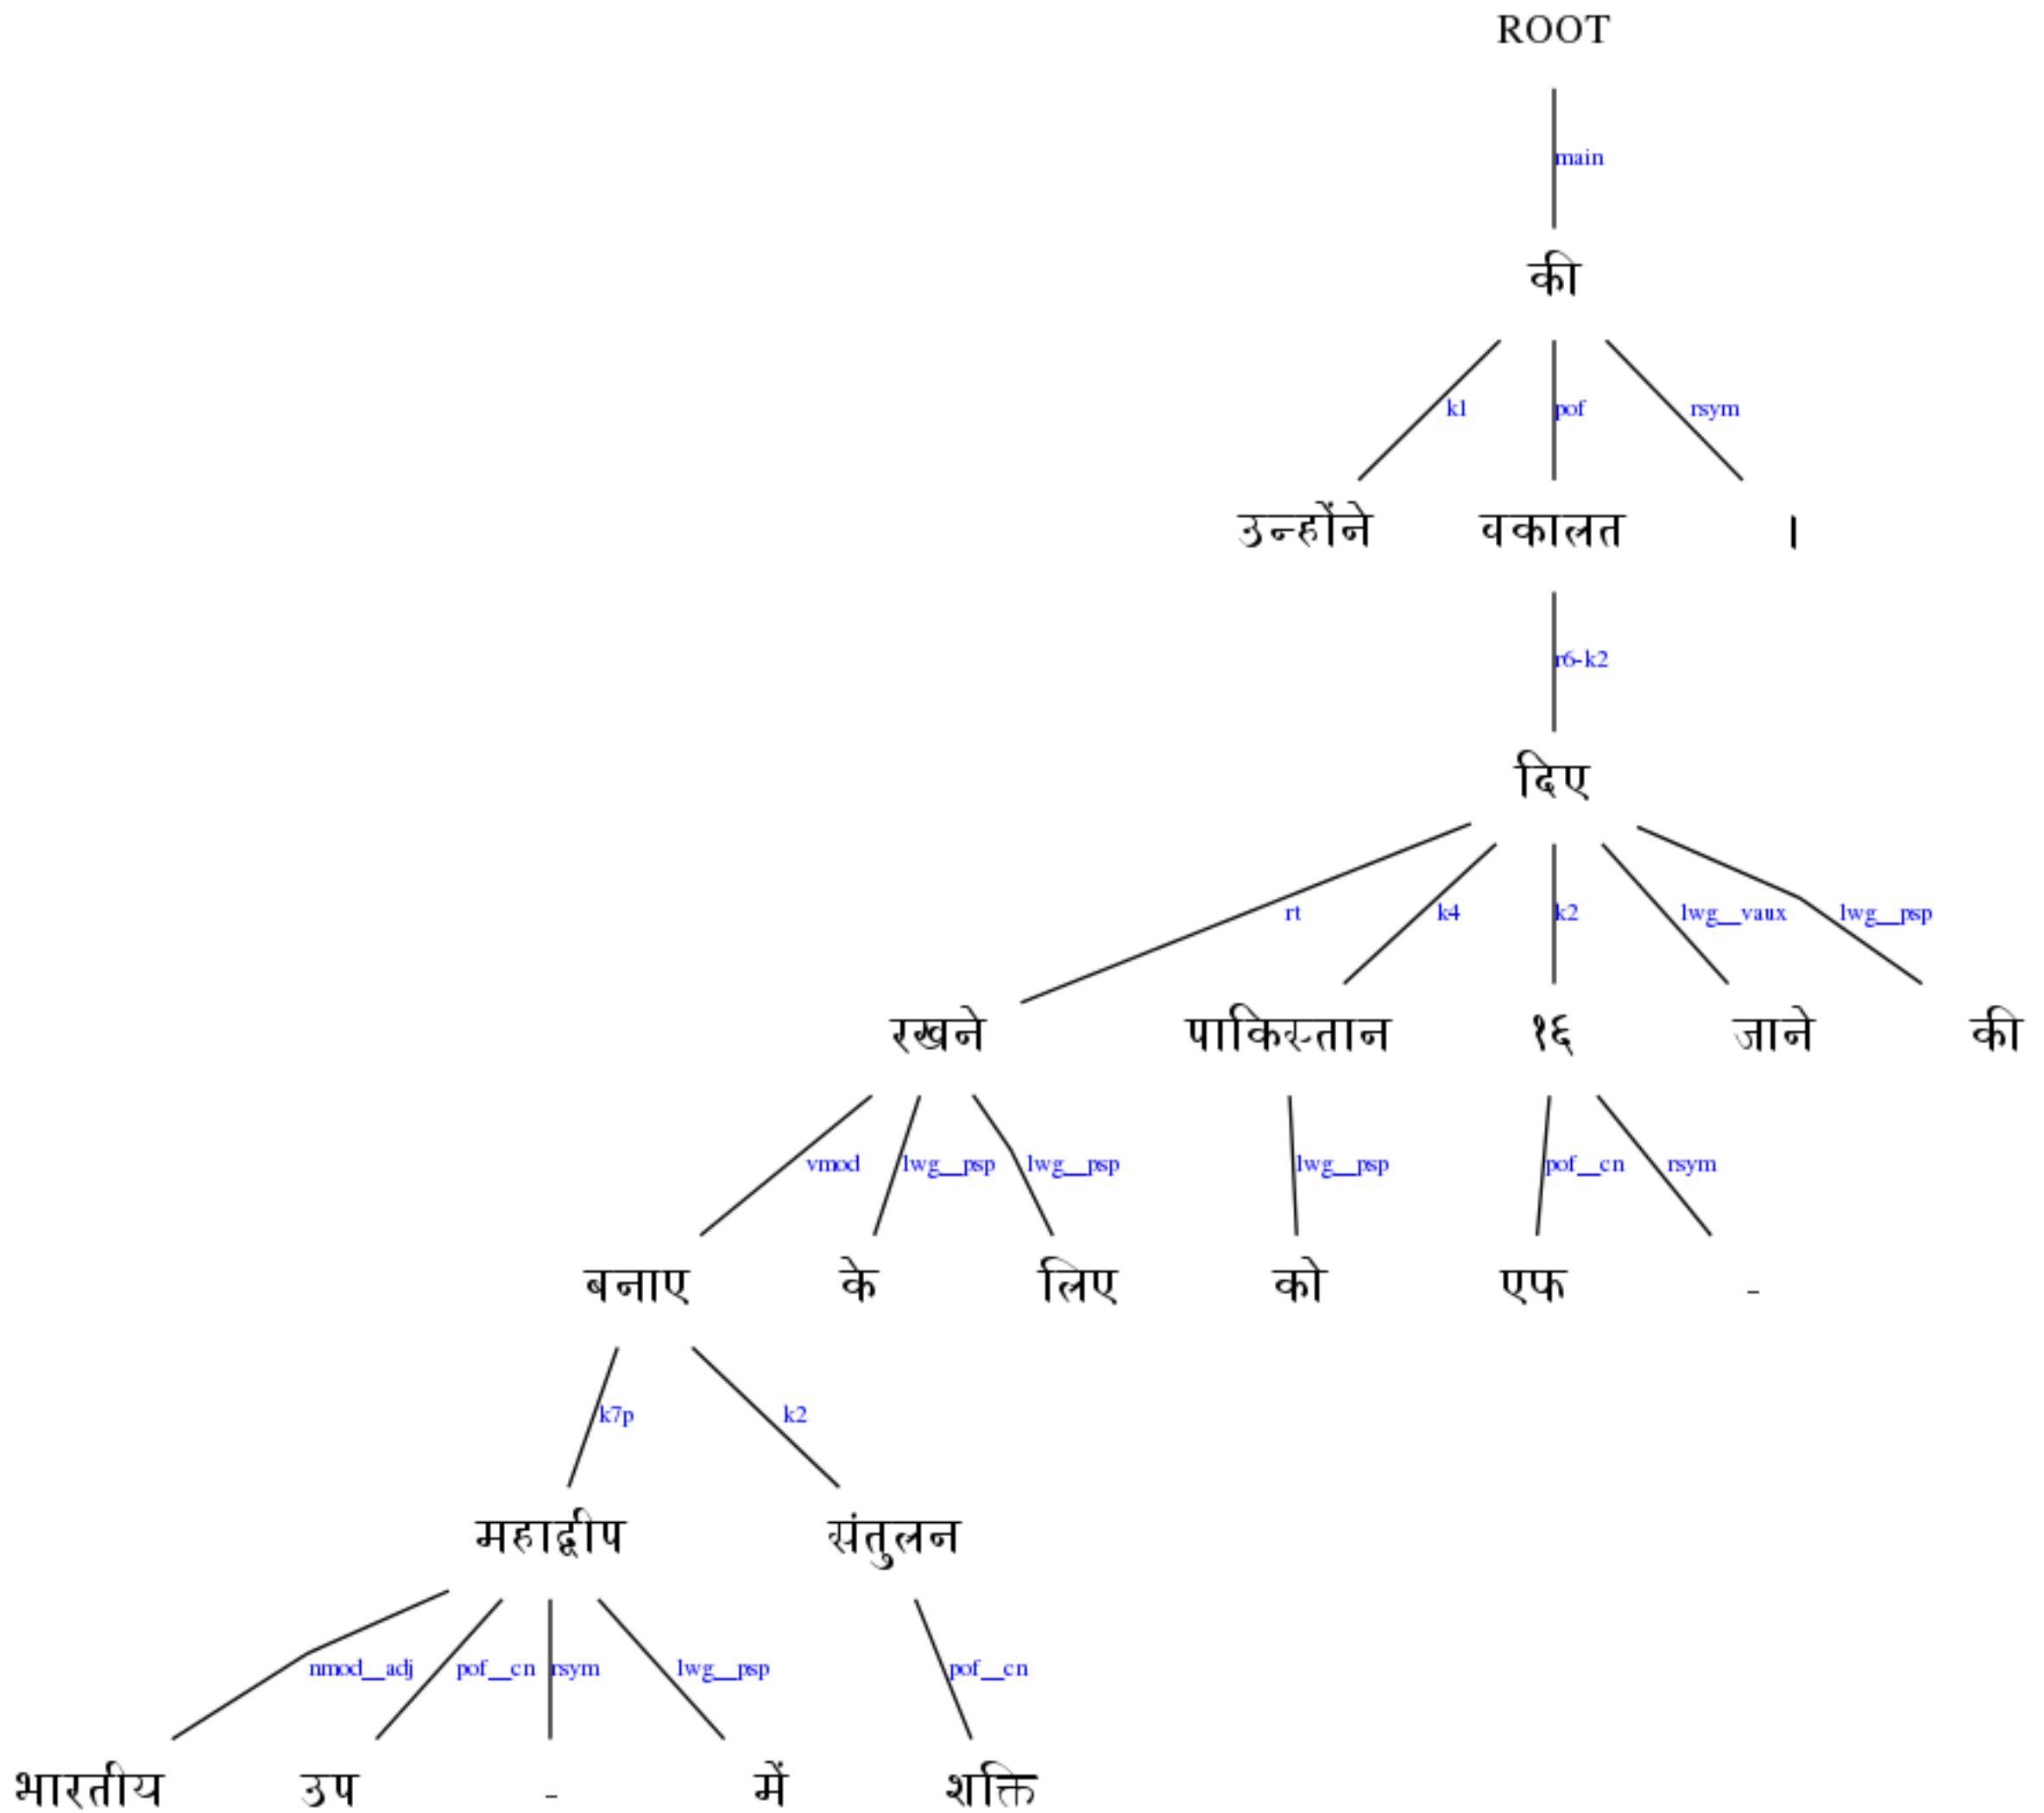 ROOT
main
की
k1 pof rsym
उन्होंने वकालत ।
r6-k2
दिए
rt k4 k2 lwg__vaux lwg__psp
रखने पाकिस्तान १६ जाने की
vmod lwg__psp lwg__psp lwg__psp pof__cn rsym
बनाए के लिए को एफ -
k7p k2
महाद्वीप संतुलन
nmod__adj pof__cn rsym lwg__psp pof__cn
भारतीय उप - में शक्ति